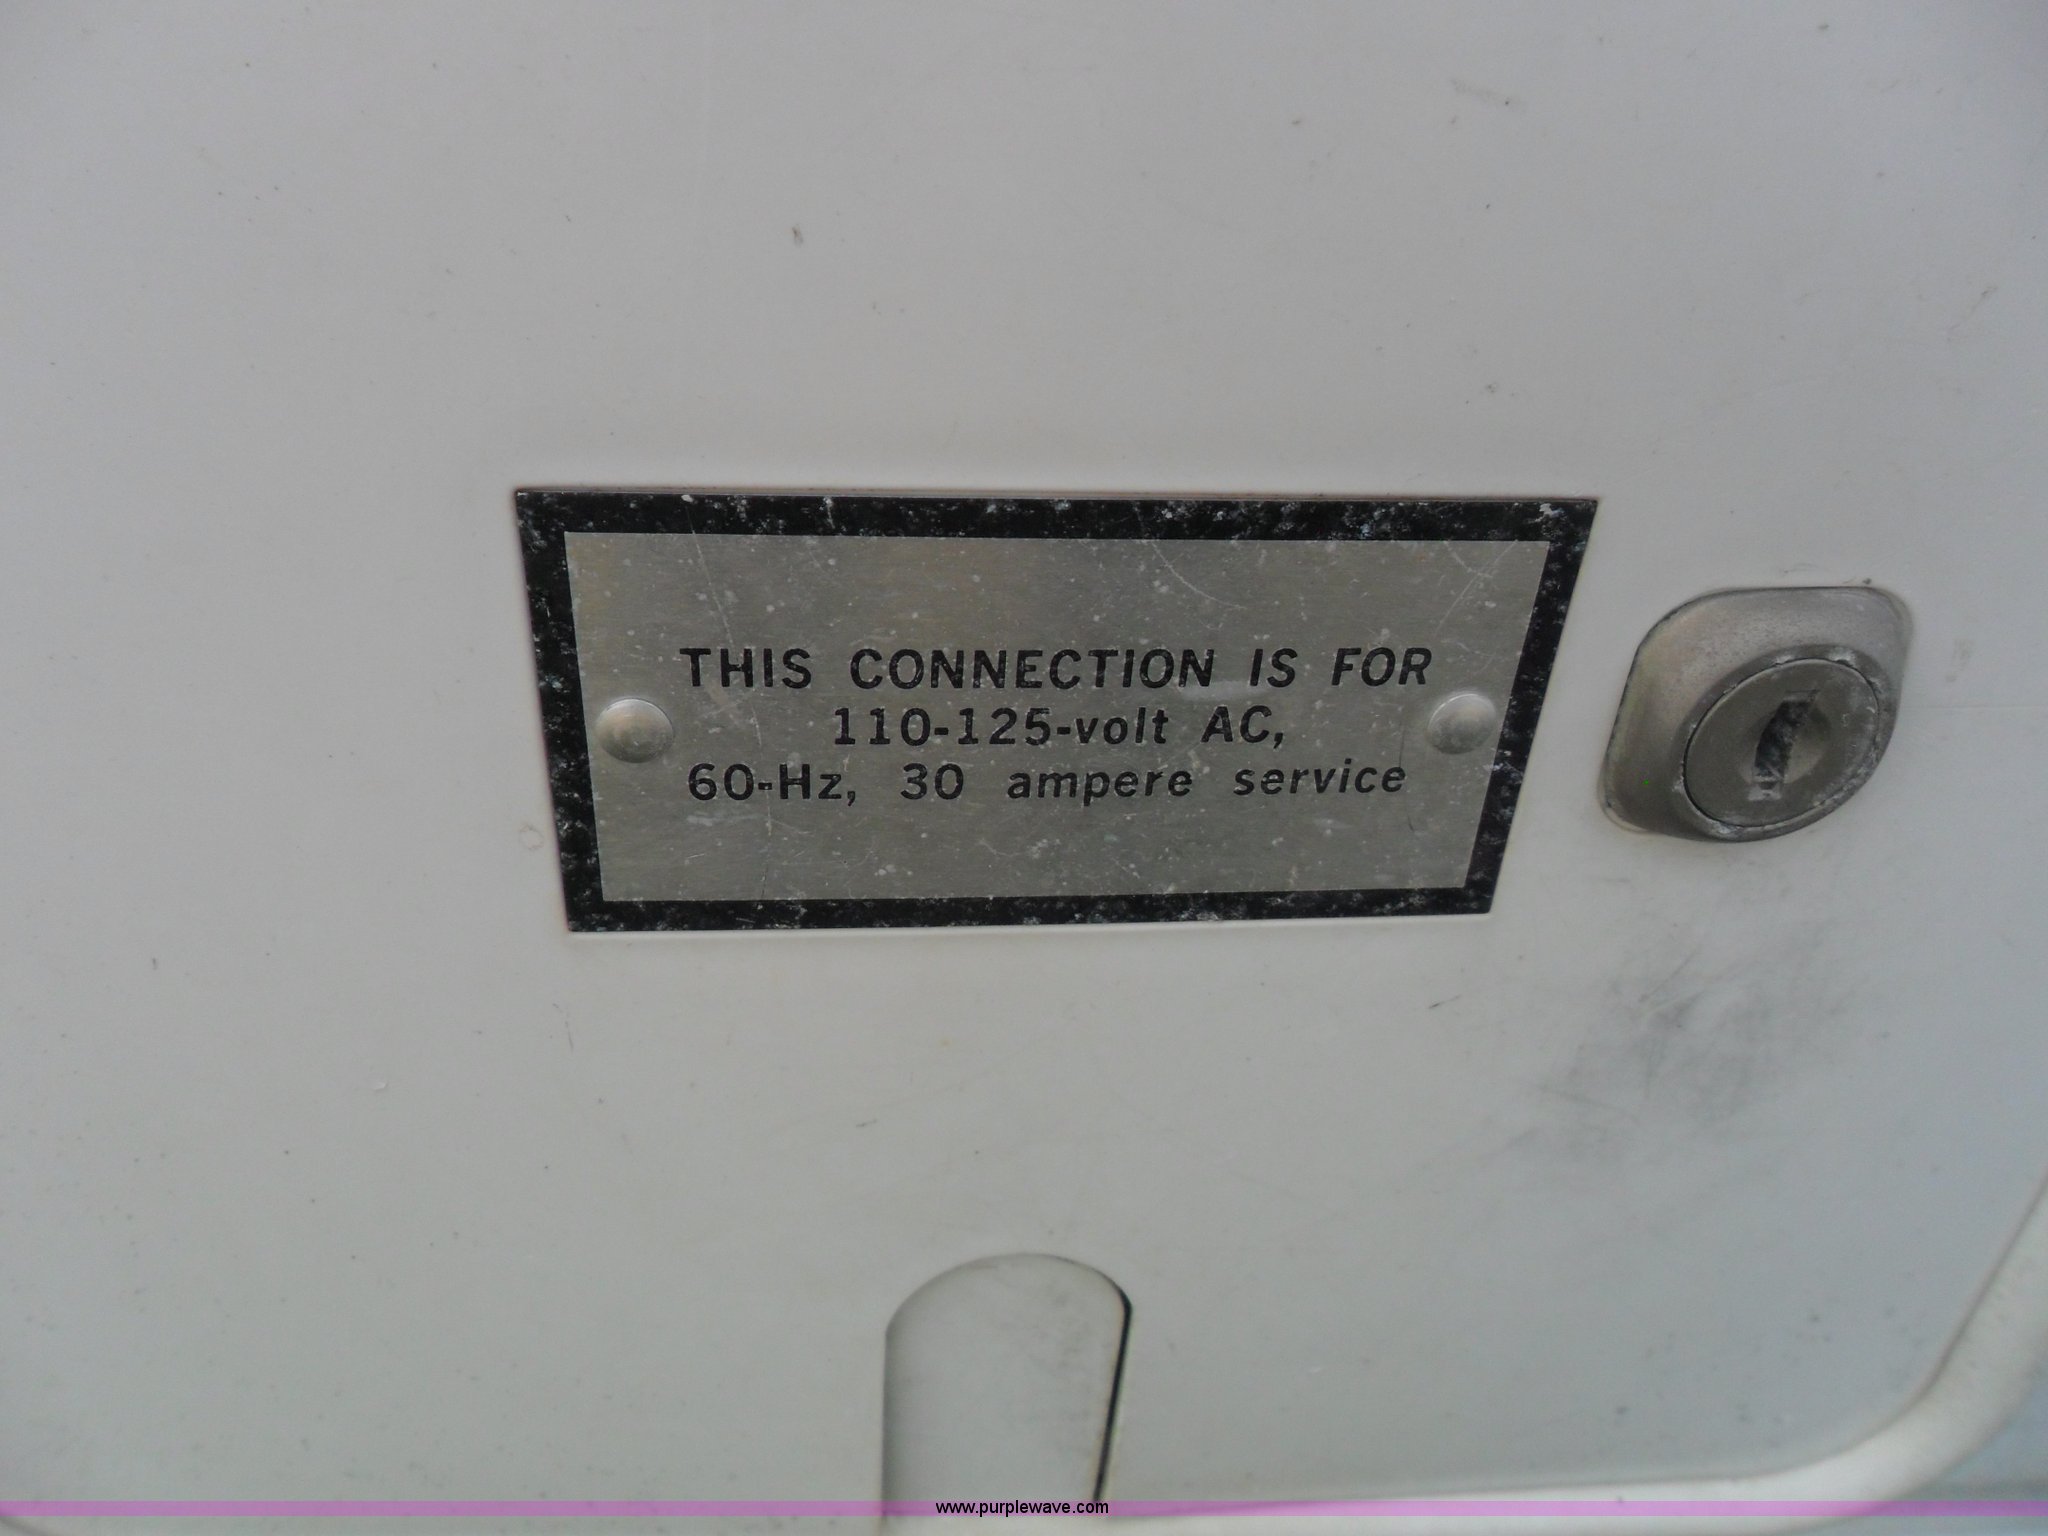 THIS CONNECTION IS FOR
110-125-volt AC,
60-Hz, 30 ampere service
www.purplewave.com